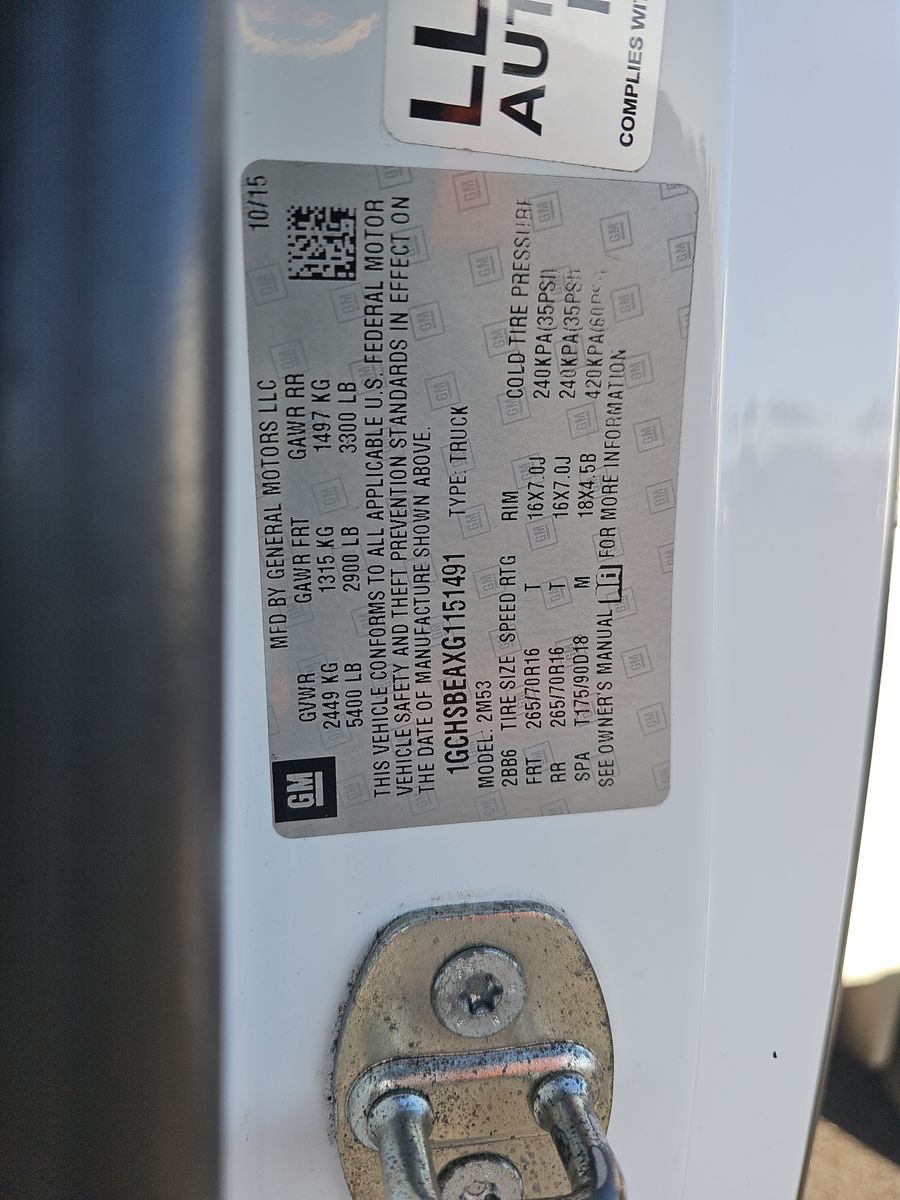 LL
AUT
COMPLIES WI
10/15
MFD BY GENERAL MOTORS LLC
GVWR GAWR FRT GAWR RR
2449 KG 1315 KG 1497 KG
5400 LB 2900 LB 3300 LB
THIS VEHICLE CONFORMS TO ALL APPLICABLE U.S. FEDERAL MOTOR
VEHICLE SAFETY AND THEFT PREVENTION STANDARDS IN EFFECT ON
THE DATE OF MANUFACTURE SHOWN ABOVE.
1GCHSBEAXG1151491 TYPE: TRUCK
MODEL: 2M53
2BB6 TIRE SIZE SPEED RTG RIM COLD TIRE PRESSURE
FRT 265/70R16 T 16X7.0J 240KPA(35PSI)
RR 265/70R16 T 16X7.0J 240KPA(35PSI)
SPA T175/90D18 M 18X4.5B 420KPA(60PSI)
SEE OWNER'S MANUAL i FOR MORE INFORMATION
GM